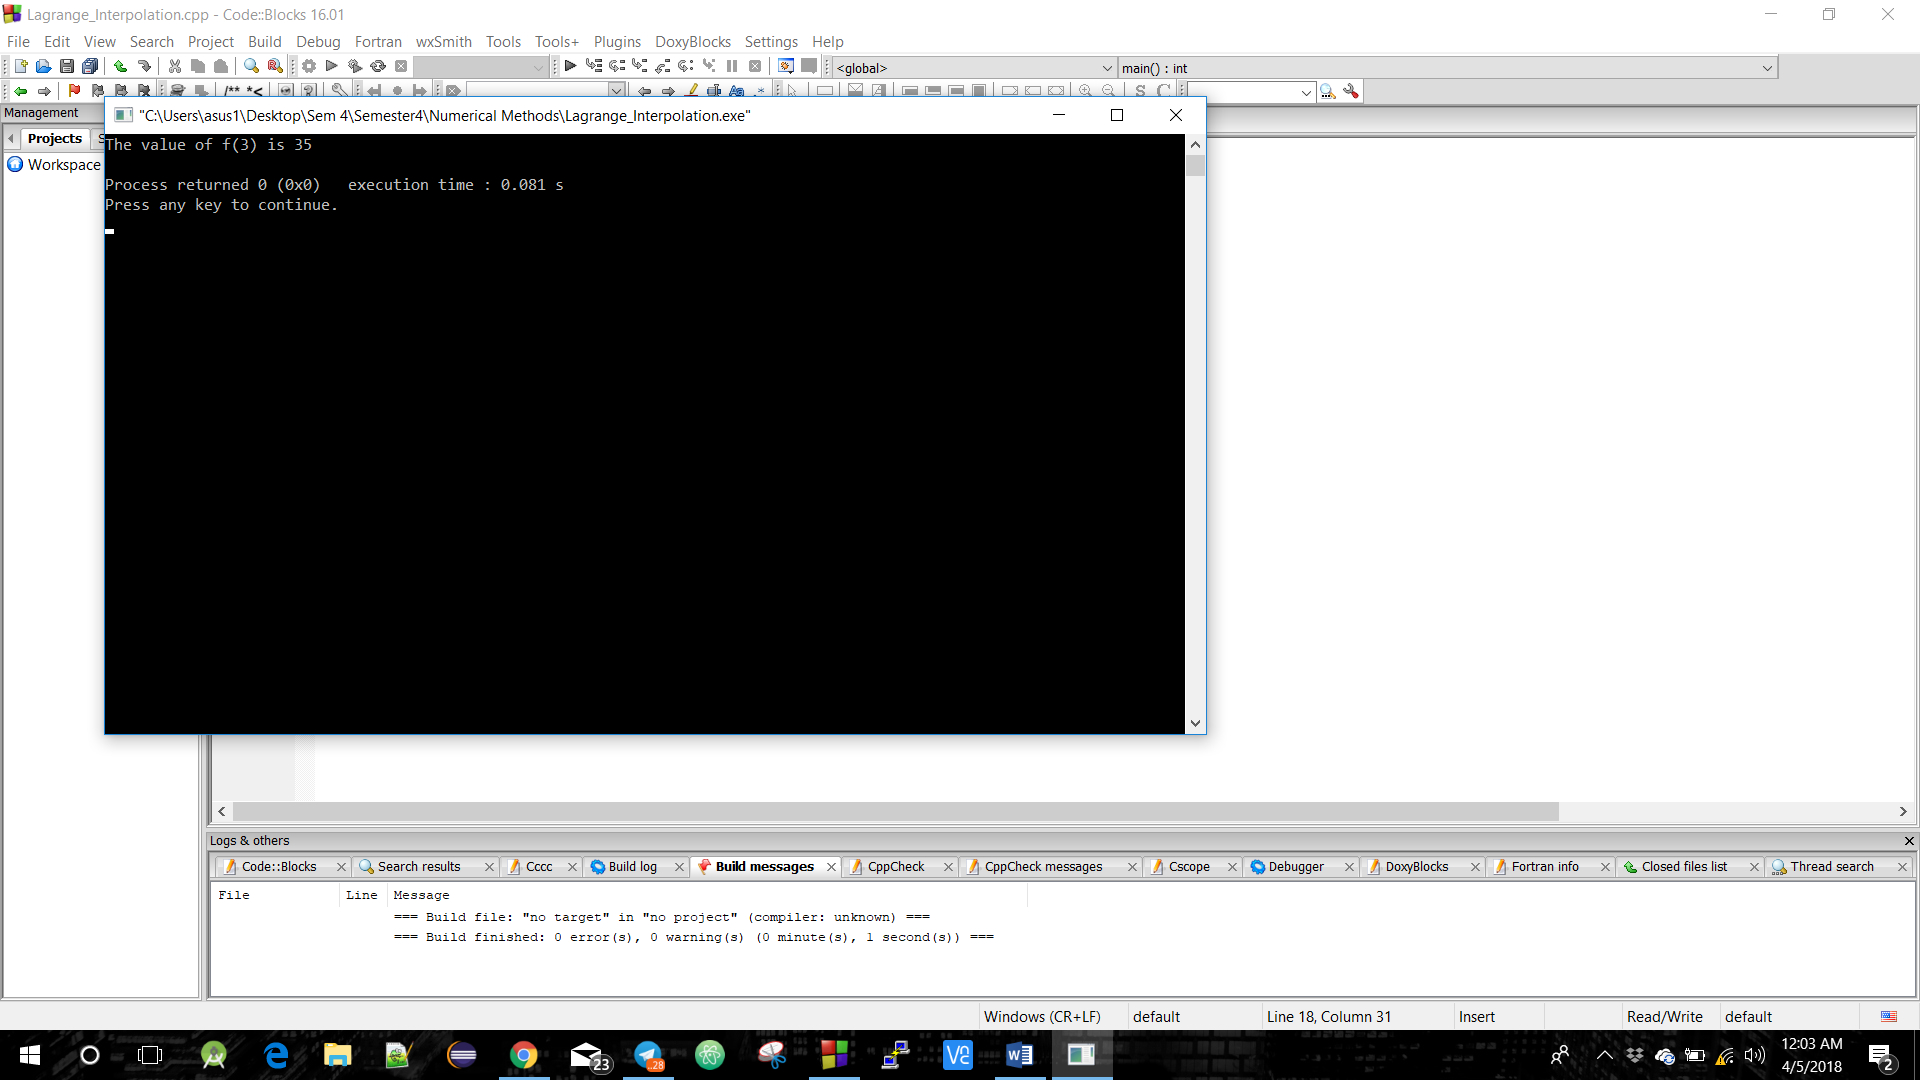 Lagrange_Interpolation.cpp - Code::Blocks 16.01
File Edit View Search Project Build Debug Fortran wxSmith Tools Tools+ Plugins DoxyBlocks Settings Help
<global> main() : int
/** *<
Management
"C:\Users\asus1\Desktop\Sem 4\Semester4\Numerical Methods\Lagrange_Interpolation.exe"
Projects S
Workspace
The value of f(3) is 35
Process returned 0 (0x0)   execution time : 0.081 s
Press any key to continue.
Logs & others
Code::Blocks Search results Cccc Build log Build messages CppCheck CppCheck messages Cscope Debugger DoxyBlocks Fortran info Closed files list Thread search
File Line Message
=== Build file: "no target" in "no project" (compiler: unknown) ===
=== Build finished: 0 error(s), 0 warning(s) (0 minute(s), 1 second(s)) ===
Windows (CR+LF) default Line 18, Column 31 Insert Read/Write default
23 28 12:03 AM
4/5/2018 2